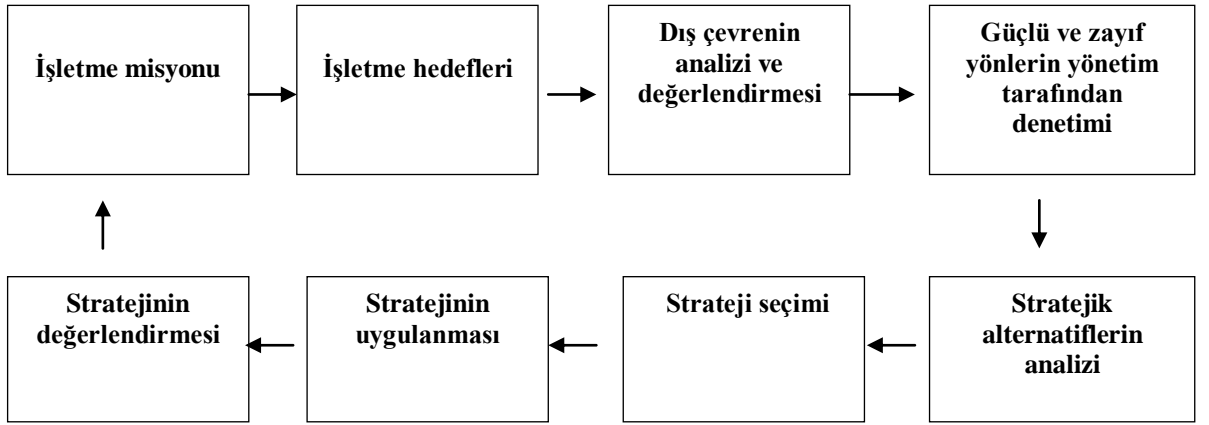 İşletme misyonu
İşletme hedefleri
Dış çevrenin
analizi ve
değerlendirmesi
Güçlü ve zayıf
yönlerin yönetim
tarafından
denetimi
Stratejinin
değerlendirmesi
Stratejinin
uygulanması
Strateji seçimi
Stratejik
alternatiflerin
analizi